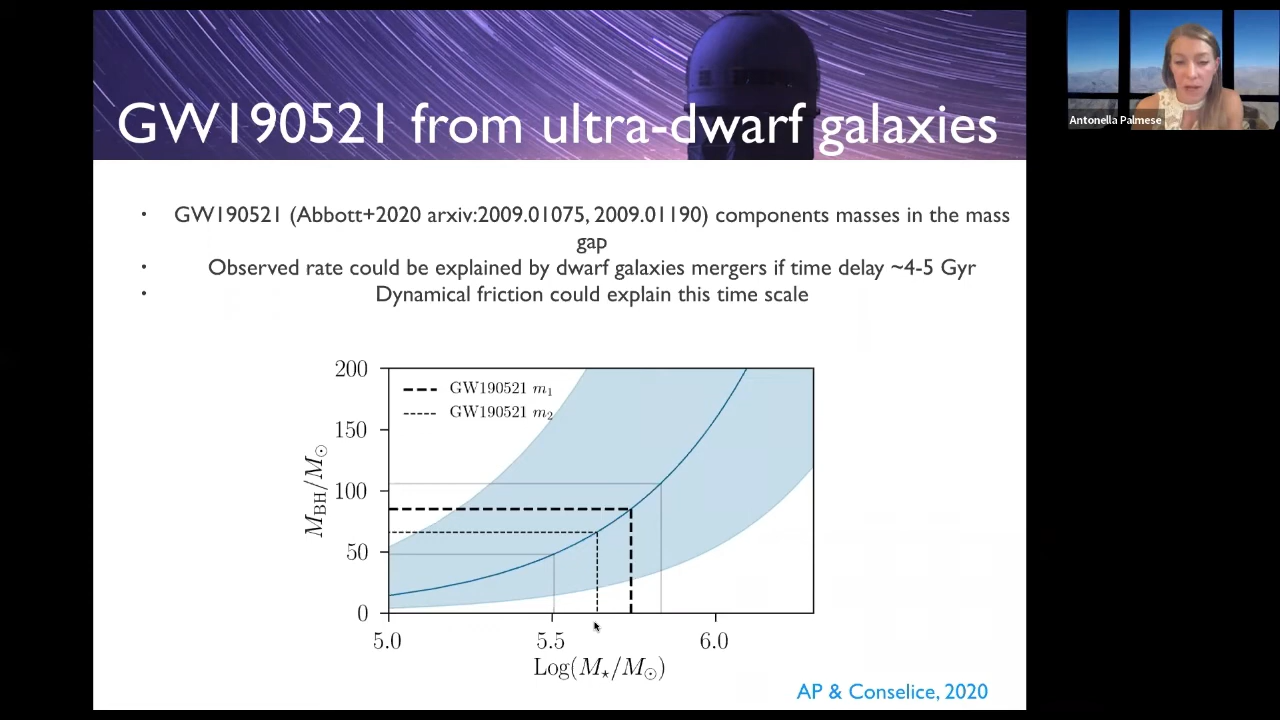 GW190521 from ultra-dwarf galaxies
Antonella Palmese
• GW190521 (Abbott+2020 arxiv:2009.01075, 2009.01190) components masses in the mass
gap
• Observed rate could be explained by dwarf galaxies mergers if time delay ~4-5 Gyr
• Dynamical friction could explain this time scale
200
150
100
50
0
M_BH/M_⊙
GW190521 m₁
GW190521 m₂
5.0 5.5 6.0
Log(M⋆/M⊙)
AP & Conselice, 2020